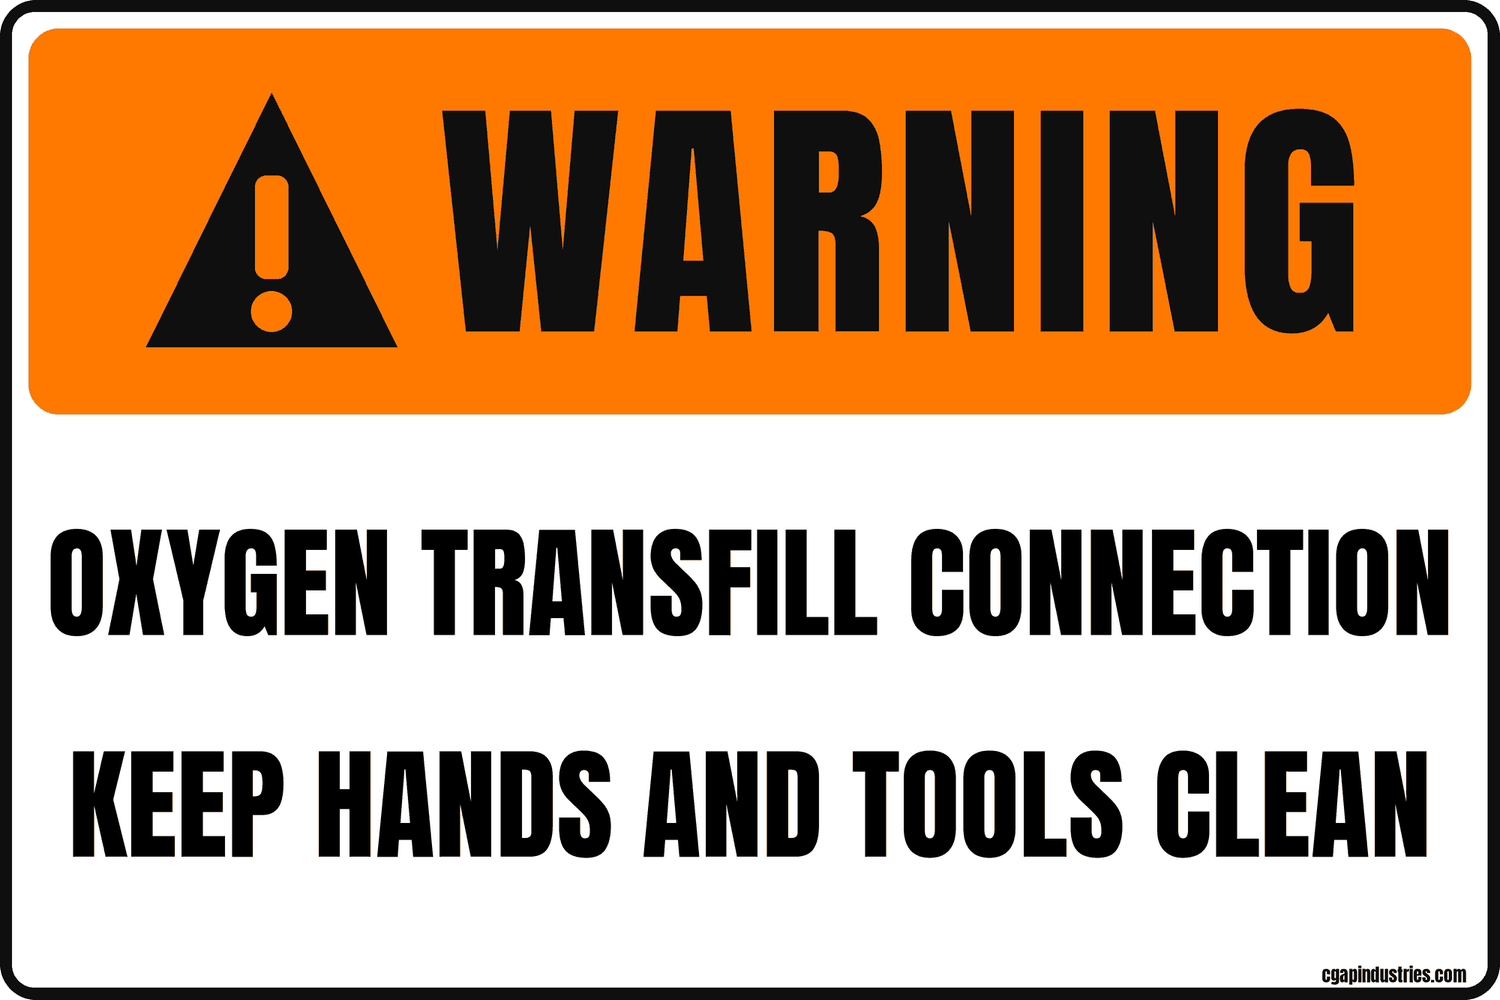 WARNING
OXYGEN TRANSFILL CONNECTION
KEEP HANDS AND TOOLS CLEAN
cgapindustries.com